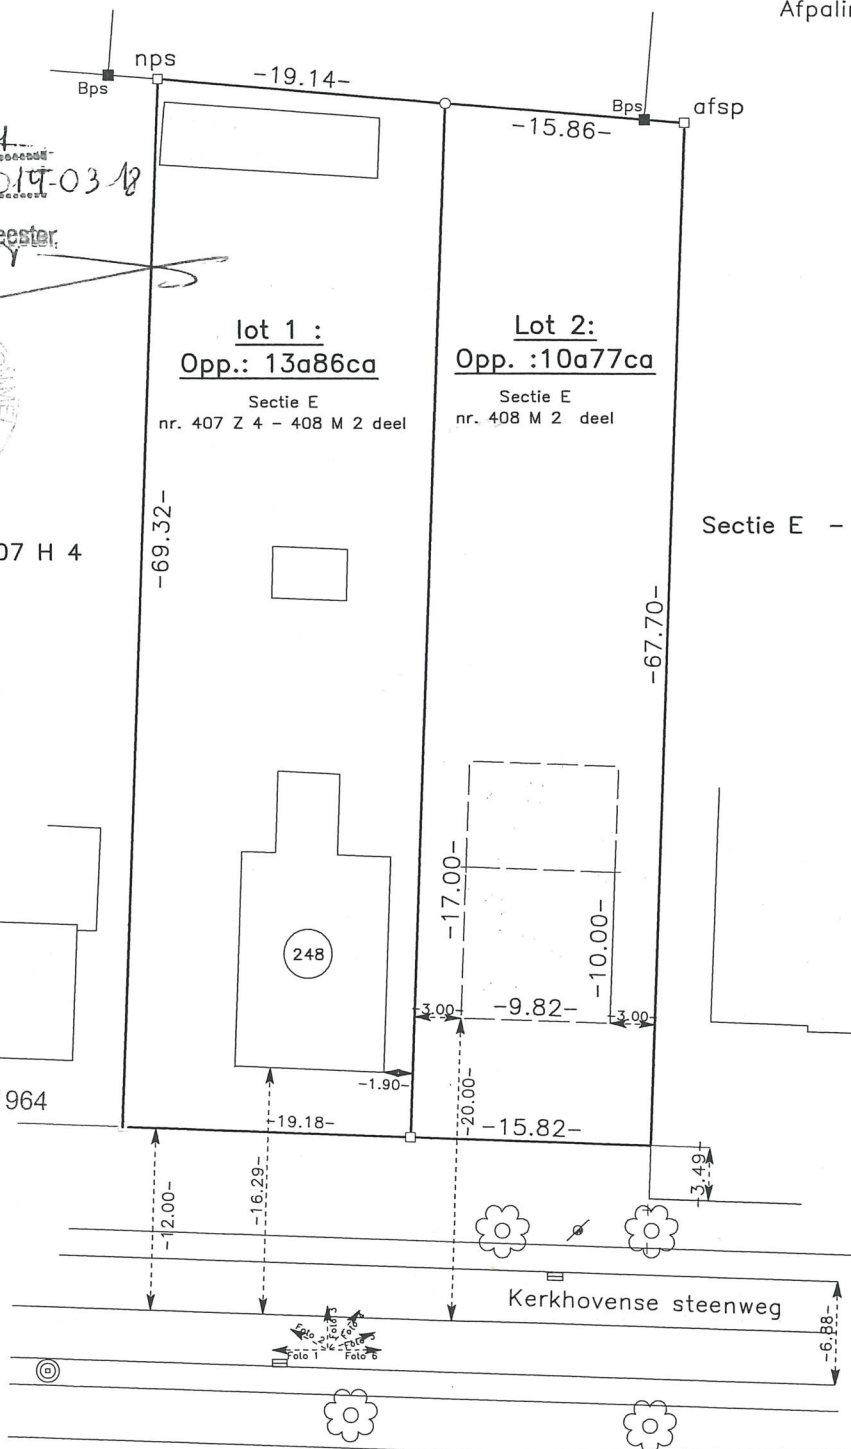 Afpalin
nps
Bps
-19.14-
Bps
afsp
-15.86-
-03-
eester,
lot 1 :
Opp.: 13a86ca
Sectie E
nr. 407 Z 4 - 408 M 2 deel
Lot 2:
Opp. :10a77ca
Sectie E
nr. 408 M 2 deel
-69.32-
07 H 4
Sectie E -
-67.70-
-17.00-
-10.00-
248
-3.00-
-9.82-
-3.00-
-1.90-
964
-19.18-
-20.00-
-15.82-
-3.49-
-12.00-
-16.29-
Kerkhovense steenweg
-6.88-
Foto 3
Foto 1
Foto 6